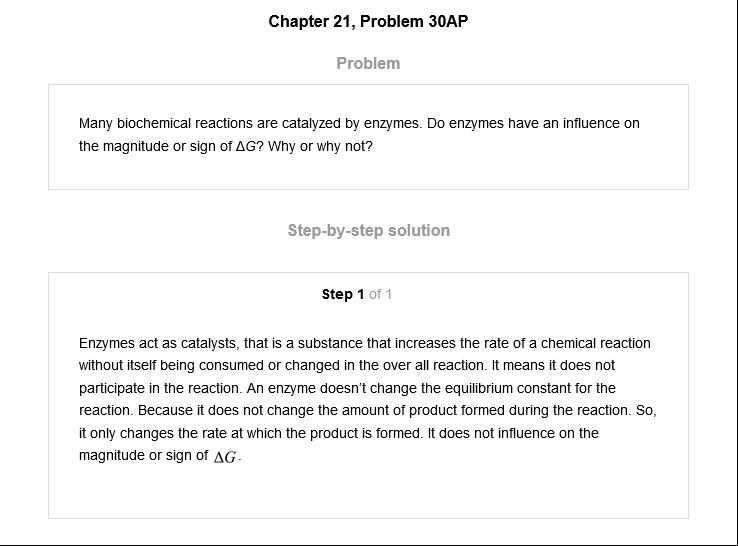 Chapter 21, Problem 30AP
Problem
Many biochemical reactions are catalyzed by enzymes. Do enzymes have an influence on
the magnitude or sign of ΔG? Why or why not?
Step-by-step solution
Step 1 of 1
Enzymes act as catalysts, that is a substance that increases the rate of a chemical reaction
without itself being consumed or changed in the over all reaction. It means it does not
participate in the reaction. An enzyme doesn't change the equilibrium constant for the
reaction. Because it does not change the amount of product formed during the reaction. So,
it only changes the rate at which the product is formed. It does not influence on the
magnitude or sign of ΔG.